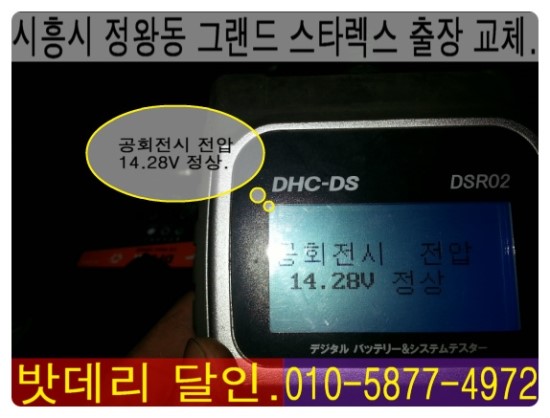 시흥시 정왕동 그랜드 스타렉스 출장 교체.
공회전시 전압
14.28V 정상.
DHC-DS DSR02
공회전시 전압
14.28V 정상
デジタル バッテリー&システムテスター
밧데리 달인. 010-5877-4972